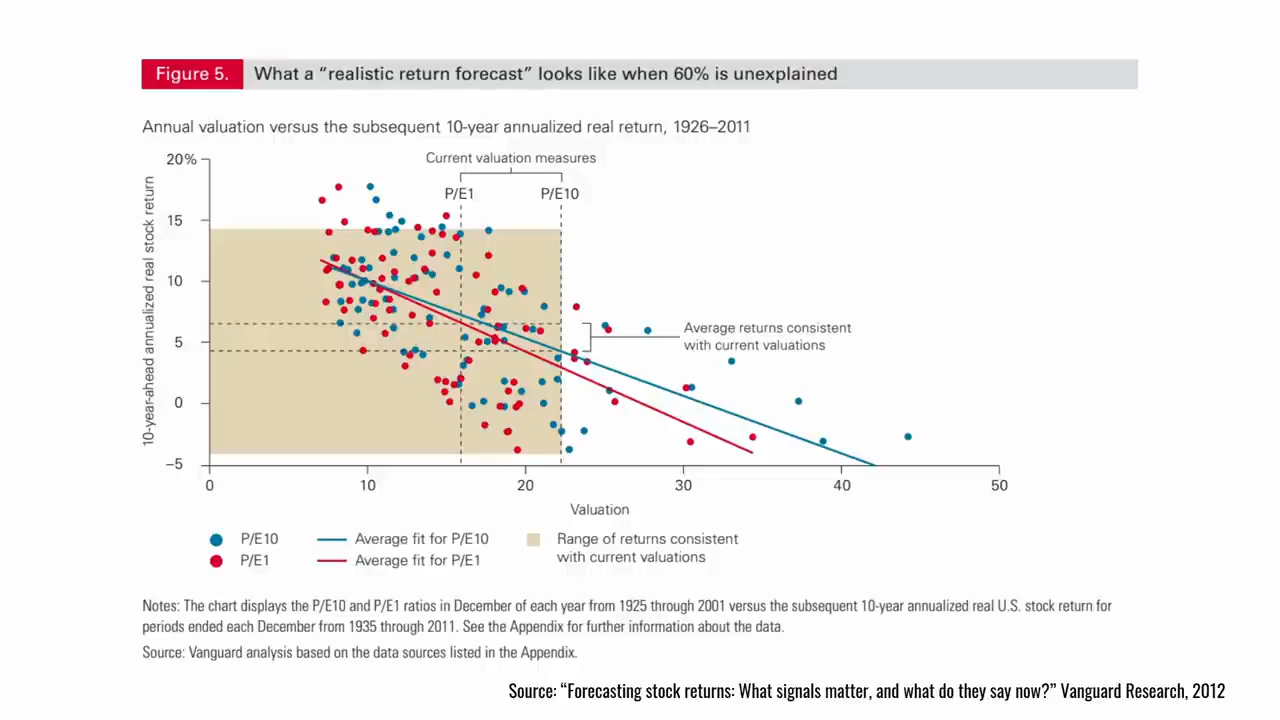 Figure 5. What a “realistic return forecast” looks like when 60% is unexplained
Annual valuation versus the subsequent 10-year annualized real return, 1926–2011
10-year-ahead annualized real stock return
20%
15
10
5
0
–5
Current valuation measures
P/E1 P/E10
Average returns consistent
with current valuations
0 10 20 30 40 50
Valuation
P/E10 Average fit for P/E10 Range of returns consistent
with current valuations
P/E1 Average fit for P/E1
Notes: The chart displays the P/E10 and P/E1 ratios in December of each year from 1925 through 2001 versus the subsequent 10-year annualized real U.S. stock return for
periods ended each December from 1935 through 2011. See the Appendix for further information about the data.
Source: Vanguard analysis based on the data sources listed in the Appendix.
Source: “Forecasting stock returns: What signals matter, and what do they say now?” Vanguard Research, 2012